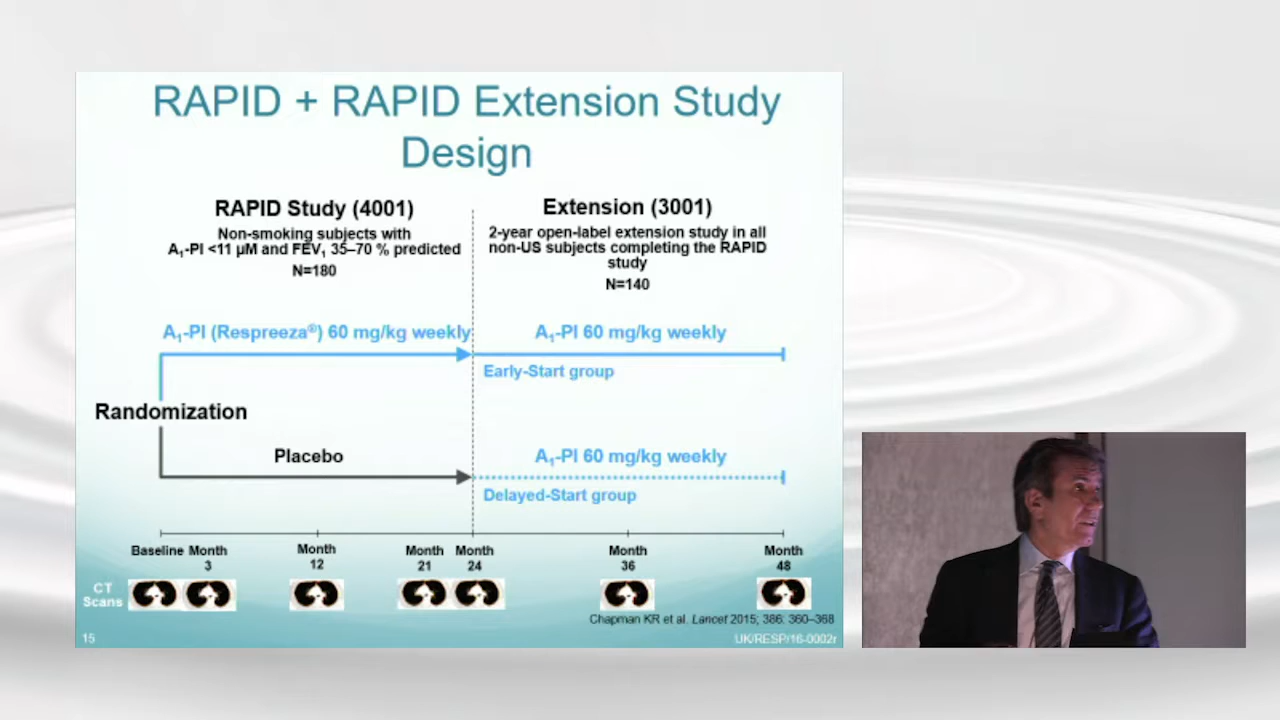 RAPID + RAPID Extension Study
Design
RAPID Study (4001)
Non-smoking subjects with
A₁-PI <11 µM and FEV₁ 35–70 % predicted
N=180
Extension (3001)
2-year open-label extension study in all
non-US subjects completing the RAPID
study
N=140
A₁-PI (Respreeza®) 60 mg/kg weekly
A₁-PI 60 mg/kg weekly
Early-Start group
Randomization
Placebo
A₁-PI 60 mg/kg weekly
Delayed-Start group
Baseline
Month
3
Month
12
Month
21
Month
24
Month
36
Month
48
CT
Scans
Chapman KR et al. Lancet 2015; 386: 360–368
15
UK/RESP/16-0002r